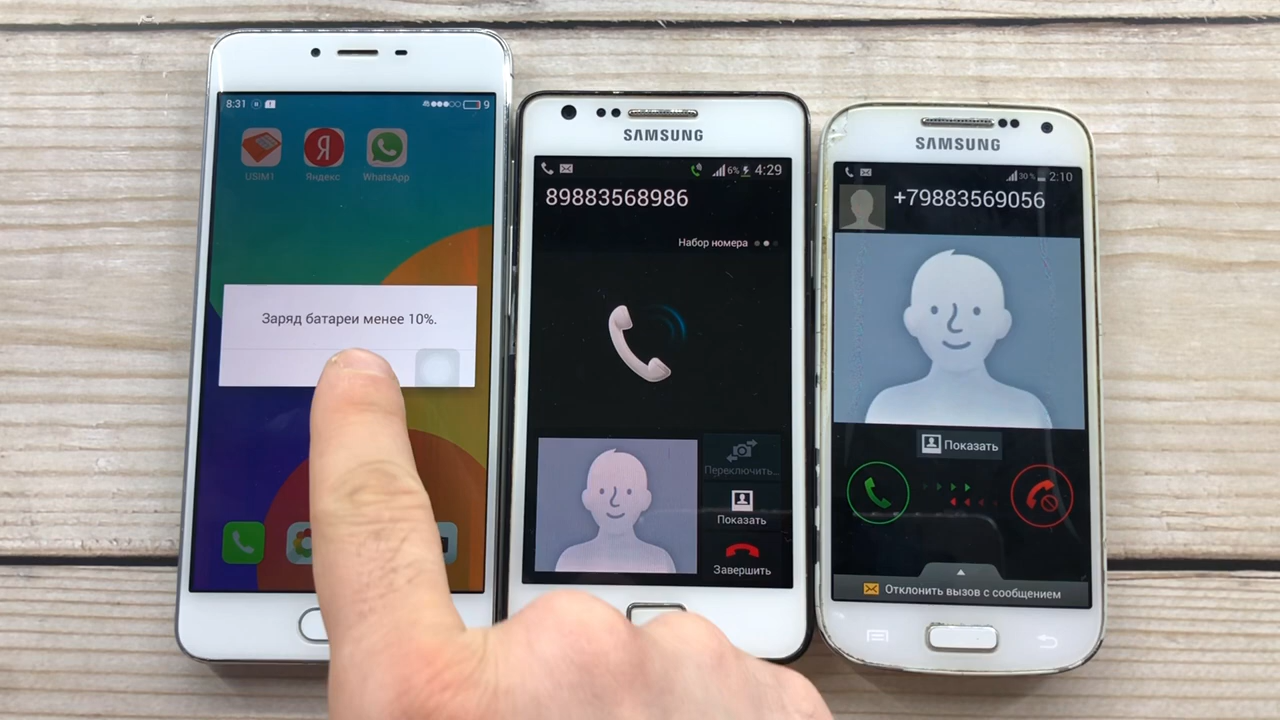 8:31
9
USIM1
Я
Яндекс
WhatsApp
Заряд батареи менее 10%.
SAMSUNG
6%
4:29
89883568986
Набор номера
Переключить...
Показать
Завершить
SAMSUNG
30%
2:10
+79883569056
Показать
Отклонить вызов с сообщением